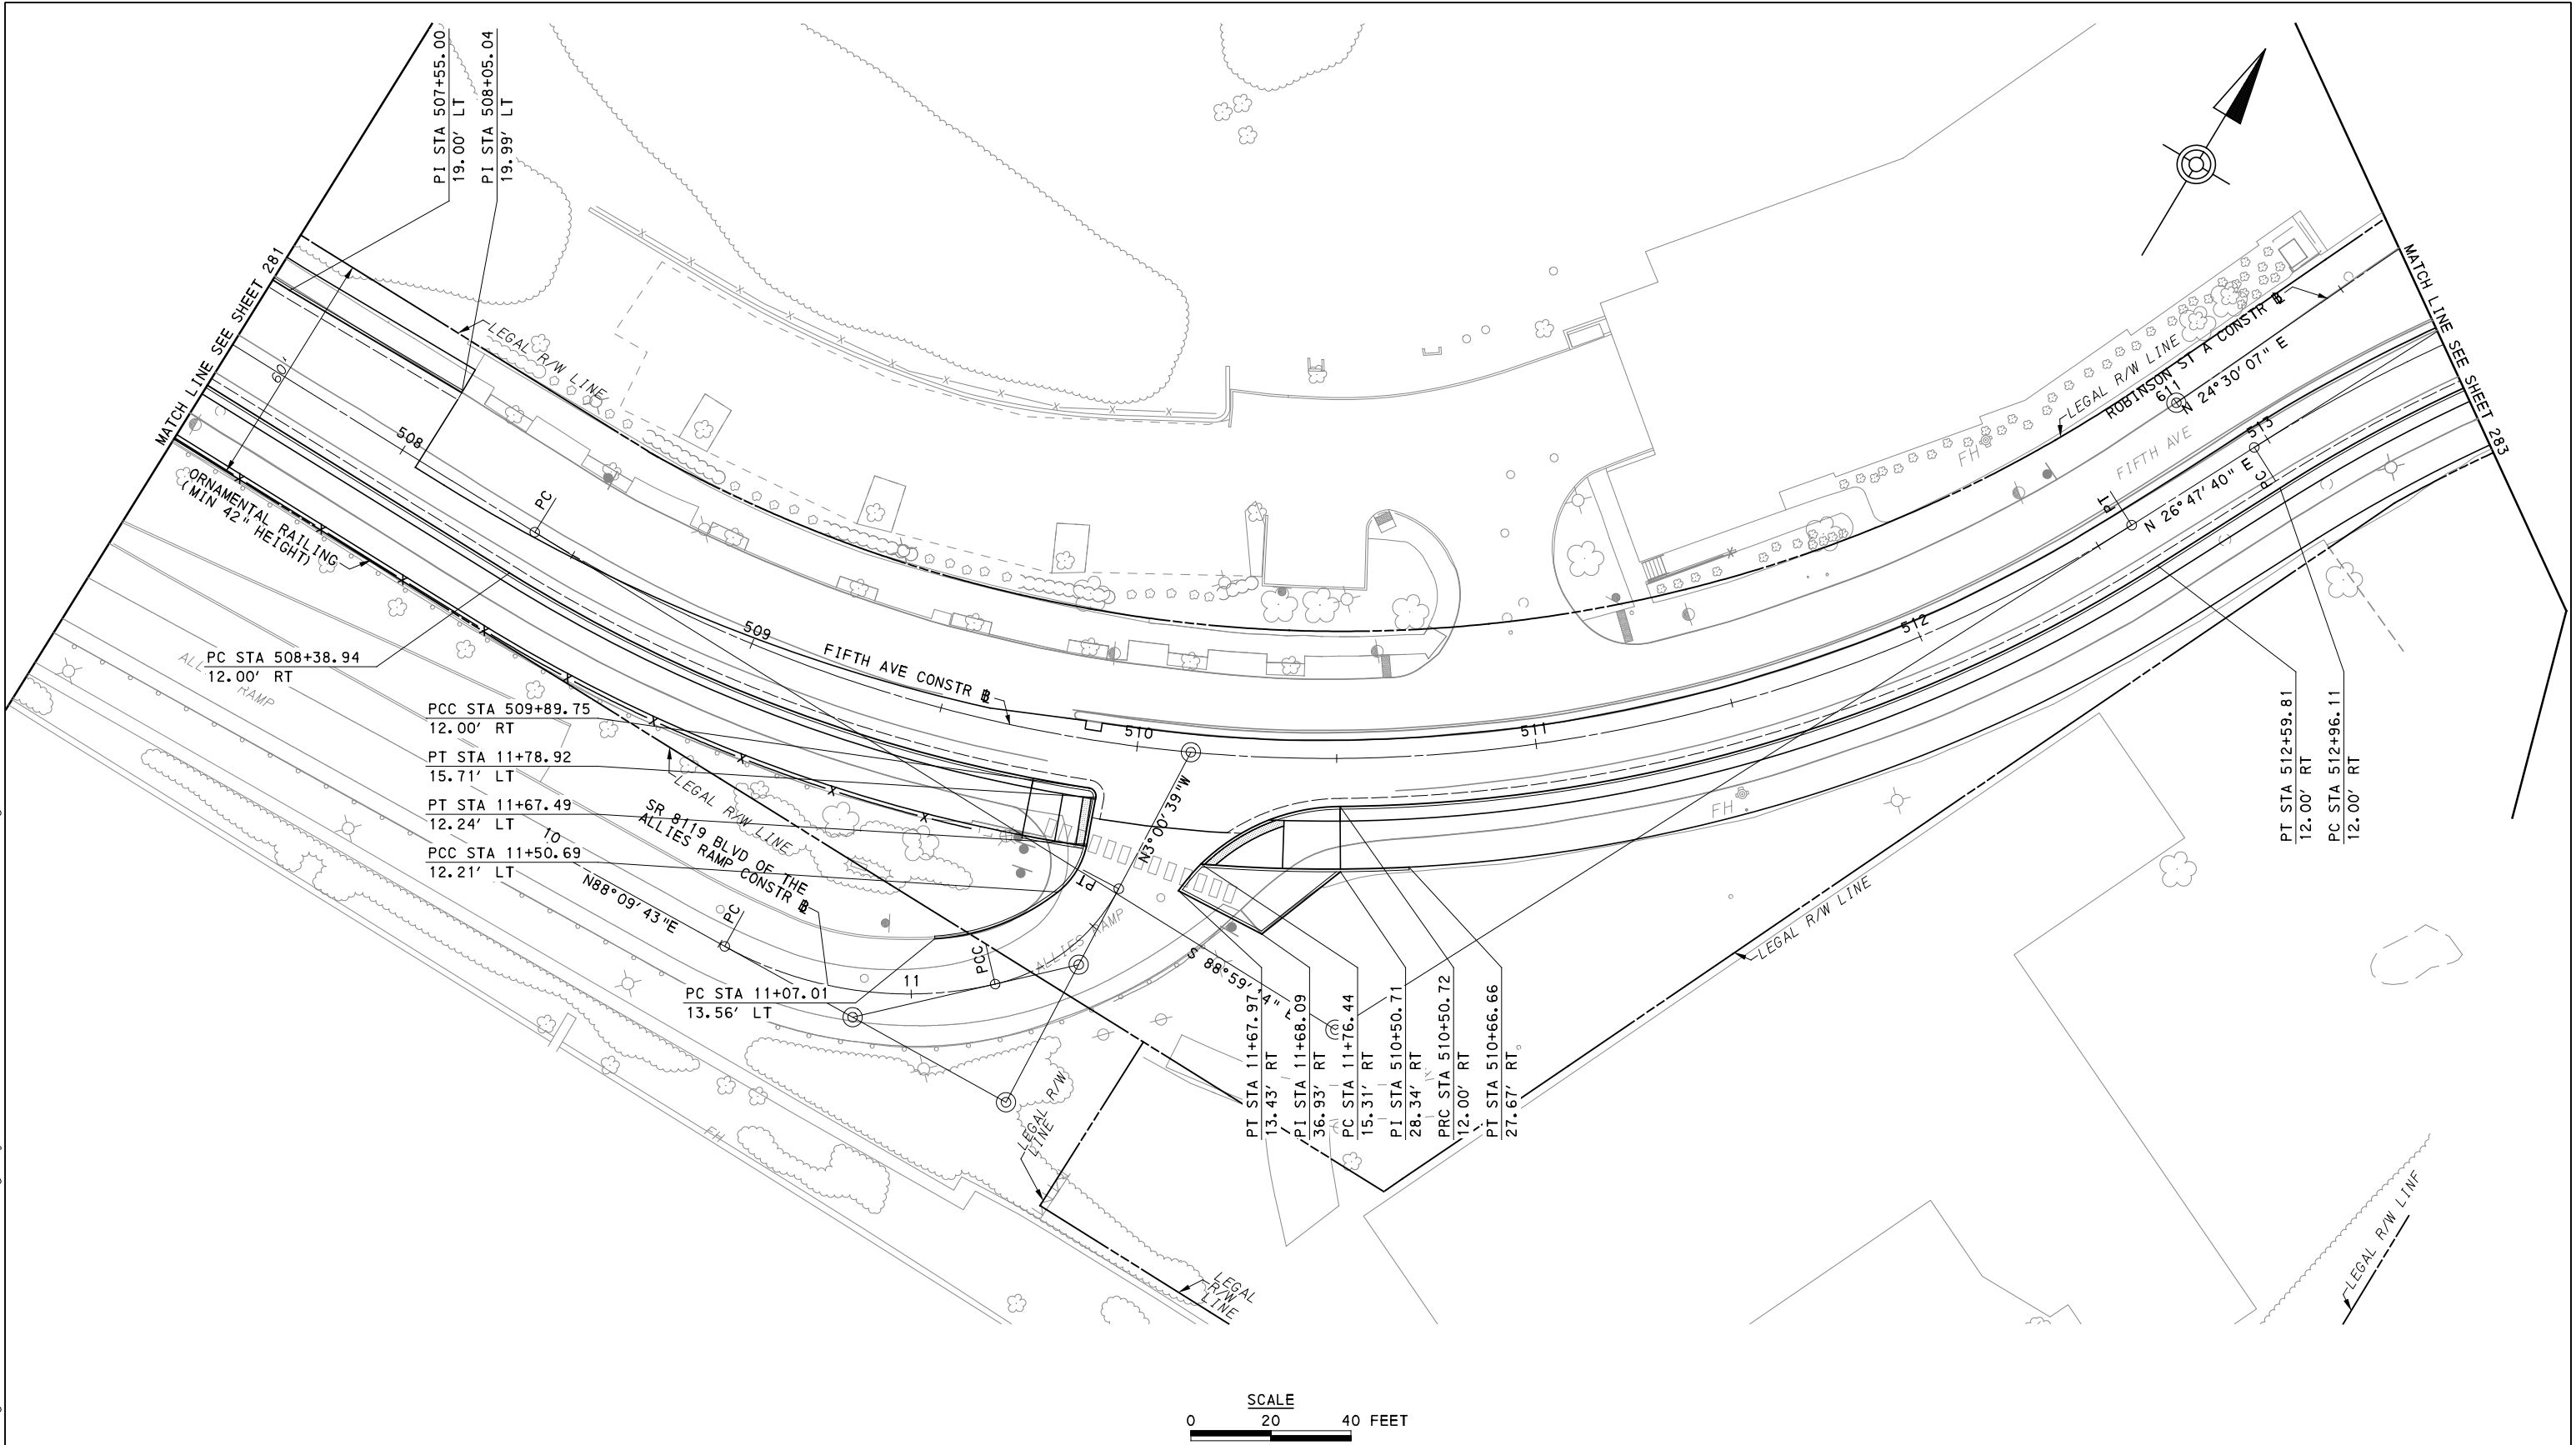 PI STA 507+55.00
19.00' LT
PI STA 508+05.04
19.99' LT
MATCH LINE SEE SHEET 281
60'
LEGAL R/W LINE
508
PC
ORNAMENTAL RAILING
(MIN 42" HEIGHT)
PC STA 508+38.94
12.00' RT
ALL
RAMP
509
FIFTH AVE CONSTR ℄
510
511
512
513
PCC STA 509+89.75
12.00' RT
PT STA 11+78.92
15.71' LT
PT STA 11+67.49
12.24' LT
PCC STA 11+50.69
12.21' LT
LEGAL R/W LINE
SR 8119 BLVD OF THE
ALLIES RAMP CONSTR ℄
10
N88°09'43"E
PC
11
PCC
PC STA 11+07.01
13.56' LT
N3°00'39"W
PT
ALLIES RAMP
S 88°59' 14" E
PT STA 11+67.97
13.43' RT
PI STA 11+68.09
36.93' RT
PC STA 11+76.44
15.31' RT
PI STA 510+50.71
28.34' RT
PRC STA 510+50.72
12.00' RT
PT STA 510+66.66
27.67' RT
LEGAL R/W LINE
FH
FH
FH
LEGAL R/W LINE
ROBINSON ST A CONSTR ℄
611
N 24°30'07" E
FIFTH AVE
PT
N 26°47'40" E
PC
MATCH LINE SEE SHEET 283
PT STA 512+59.81
12.00' RT
PC STA 512+96.11
12.00' RT
LEGAL R/W
LINE
LEGAL
R/W
LINE
LEGAL R/W LINE
SCALE
0 20 40 FEET